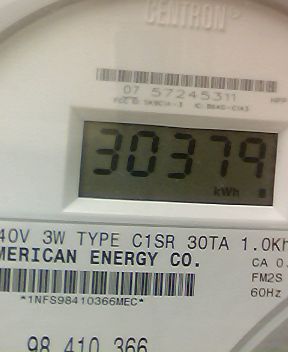 CENTRON®
07 57245311
30379
kWh
40V 3W TYPE C1SR 30TA 1.0Kh
MERICAN ENERGY CO.
CA 0.
FM2S
60Hz
*1NFS98410366MEC*
98 410 366